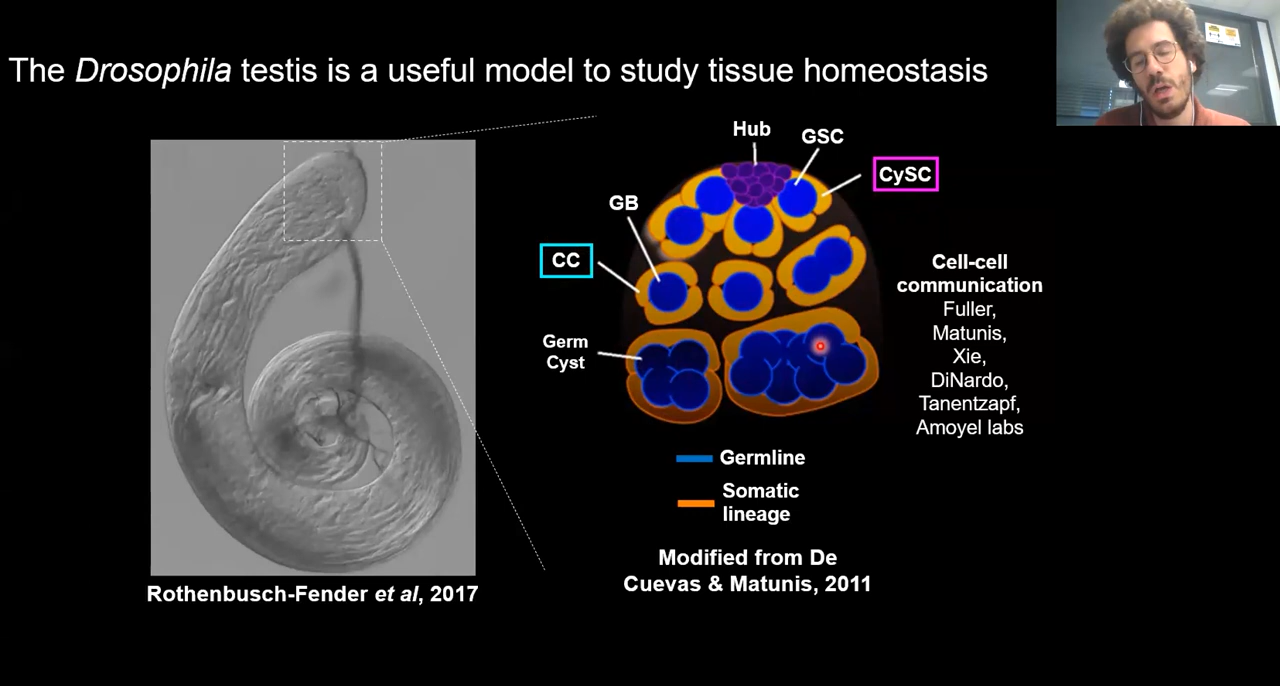 The Drosophila testis is a useful model to study tissue homeostasis
Hub
GSC
CySC
GB
CC
Germ
Cyst
Cell-cell
communication
Fuller,
Matunis,
Xie,
DiNardo,
Tanentzapf,
Amoyel labs
Germline
Somatic
lineage
Modified from De
Cuevas & Matunis, 2011
Rothenbusch-Fender et al, 2017